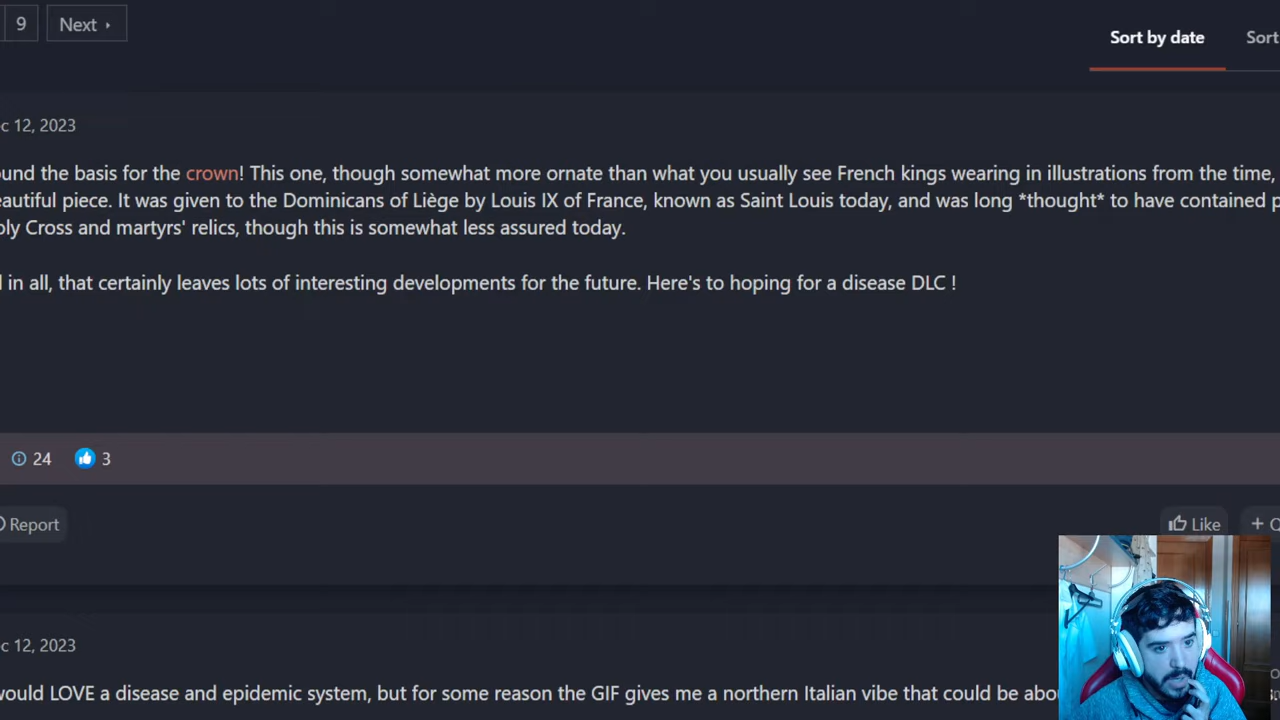 9 Next
Sort by date Sort
12, 2023
the basis for the crown! This one, though somewhat more ornate than what you usually see French kings wearing in illustrations from the time,
piece. It was given to the Dominicans of Liège by Louis IX of France, known as Saint Louis today, and was long *thought* to have contained
Cross and martyrs' relics, though this is somewhat less assured today.
in all, that certainly leaves lots of interesting developments for the future. Here's to hoping for a disease DLC !
24 3
Report Like +
12, 2023
would LOVE a disease and epidemic system, but for some reason the GIF gives me a northern Italian vibe that could be